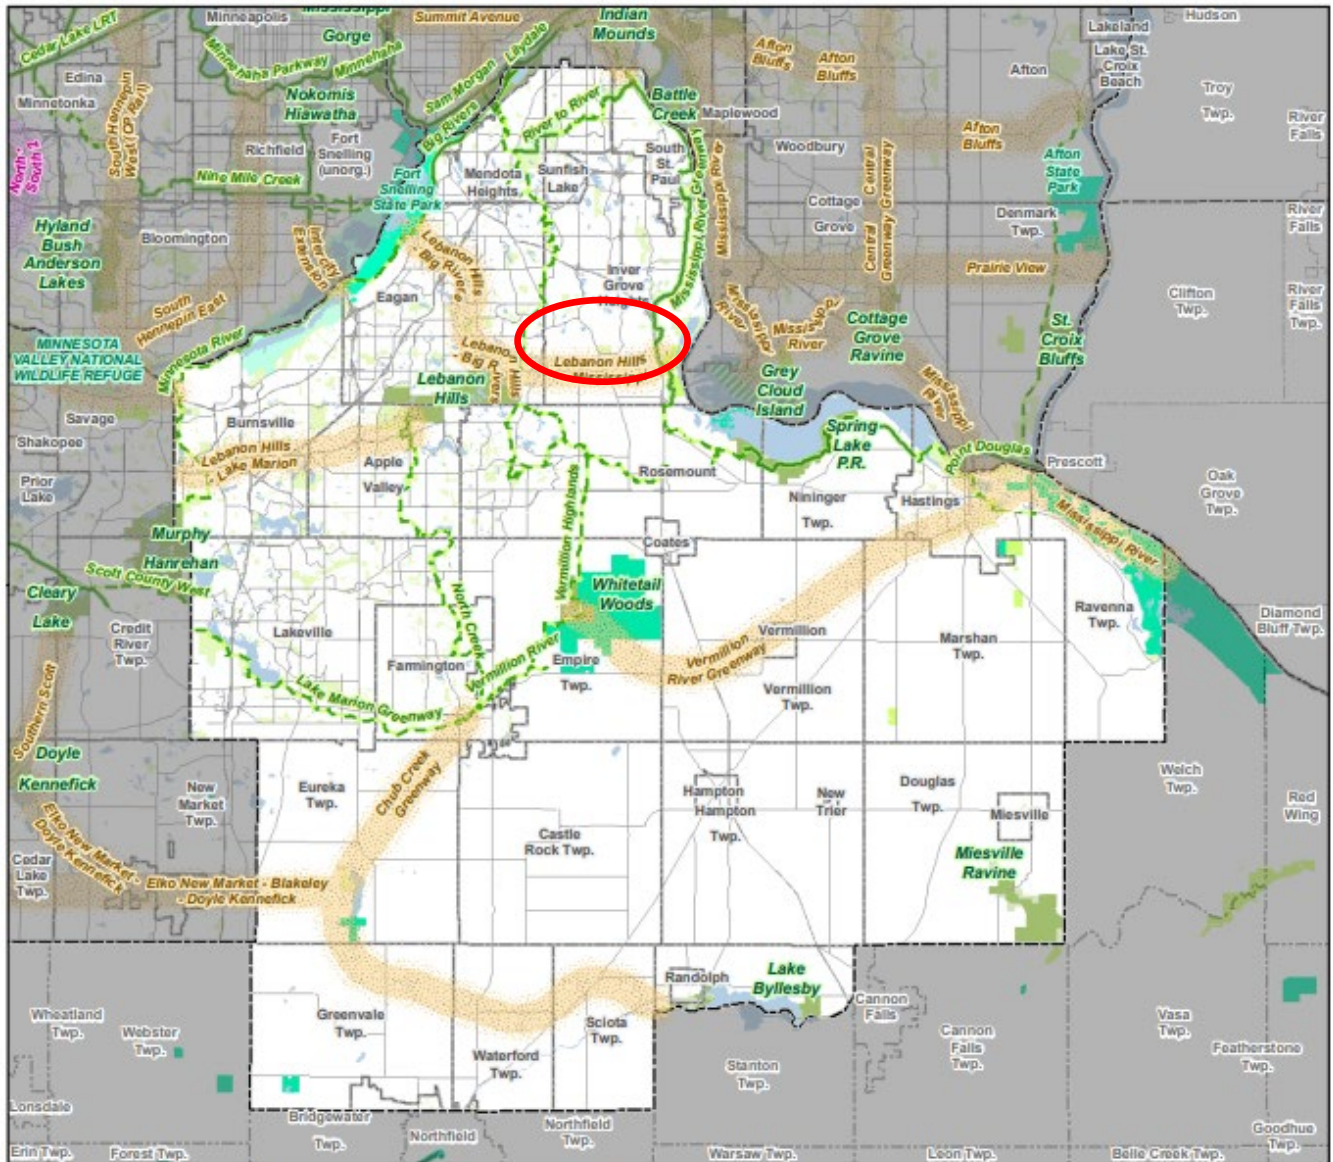 Minneapolis
Mississippi
Gorge
Summit Avenue
Indian
Mounds
Lakeland
Hudson
Cedar Lake LRT
Minnehaha Parkway
Minnehaha
Lilydale
Afton
Bluffs
Afton
Bluffs
Lake St.
Croix
Beach
Afton
Troy
Twp.
Edina
Minnetonka
South Hennepin
West (OP Rail)
Nokomis
Hiawatha
Sam Morgan
Big Rivers
River to River
Battle
Creek
Maplewood
Woodbury
Afton
Bluffs
River
Falls
North -
South 1
Richfield
Fort
Snelling
(unorg.)
Nine Mile Creek
Fort
Snelling
State Park
Mendota
Heights
Sunfish
Lake
South
St.
Paul
Mississippi River Greenway
Mississippi River
Cottage
Grove
Central
Central
Greenway Greenway
Afton
State
Park
Denmark
Twp.
River
Falls
Hyland
Bush
Anderson
Lakes
Bloomington
Intercity
Extension
Lebanon Hills
Big Rivers
Inver
Grove
Heights
Prairie View
Clifton
Twp.
River
Falls
Twp.
Eagan
South
Hennepin East
Mississippi
River
Mississipp.
River
Cottage
Grove
Ravine
St.
Croix
Bluffs
MINNESOTA
VALLEY NATIONAL
WILDLIFE REFUGE
Minnesota River
Lebanon Hills
- Big Rivers
Lebanon
Hills
Lebanon Hills
Grey
Cloud
Island
Mississippi
River
Savage
Burnsville
Shakopee
Lebanon Hills
- Lake Marion
Apple
Valley
Rosemount
Spring
Lake
P.R.
Point Douglas
Prescott
Prior
Lake
Nininger
Twp.
Hastings
Oak
Grove
Twp.
Murphy
Hanrehan
Vermillion Highlands
Coates
Mississippi River
Scott County West
Cleary
Lake
Credit
River
Twp.
Lakeville
North Creek
Whitetail
Woods
Ravenna
Twp.
Diamond
Bluff Twp.
Farmington
Vermillion River
Empire
Twp.
Vermillion
Vermillion
River Greenway
Marshan
Twp.
Lake Marion Greenway
Vermillion
Twp.
Southern Scott
Doyle
Kennefick
New
Market
Twp.
Eureka
Twp.
Chub Creek
Greenway
Hampton
Hampton
Twp.
New
Trier
Douglas
Twp.
Miesville
Welch
Twp.
Red
Wing
Elko New Market -
Doyle Kennefick
Cedar
Lake
Twp.
Elko New Market - Blakeley
- Doyle Kennefick
Castle
Rock Twp.
Miesville
Ravine
Wheatland
Twp.
Webster
Twp.
Greenvale
Twp.
Sciota
Twp.
Waterford
Twp.
Randolph
Lake
Byllesby
Cannon
Falls
Cannon
Falls
Twp.
Vasa
Twp.
Featherstone
Twp.
Stanton
Twp.
Lonsdale
Bridgewater
Twp.
Northfield
Northfield
Twp.
Goodhue
Twp.
Erin Twp.
Forest Twp.
Warsaw Twp.
Leon Twp.
Belle Creek Twp.